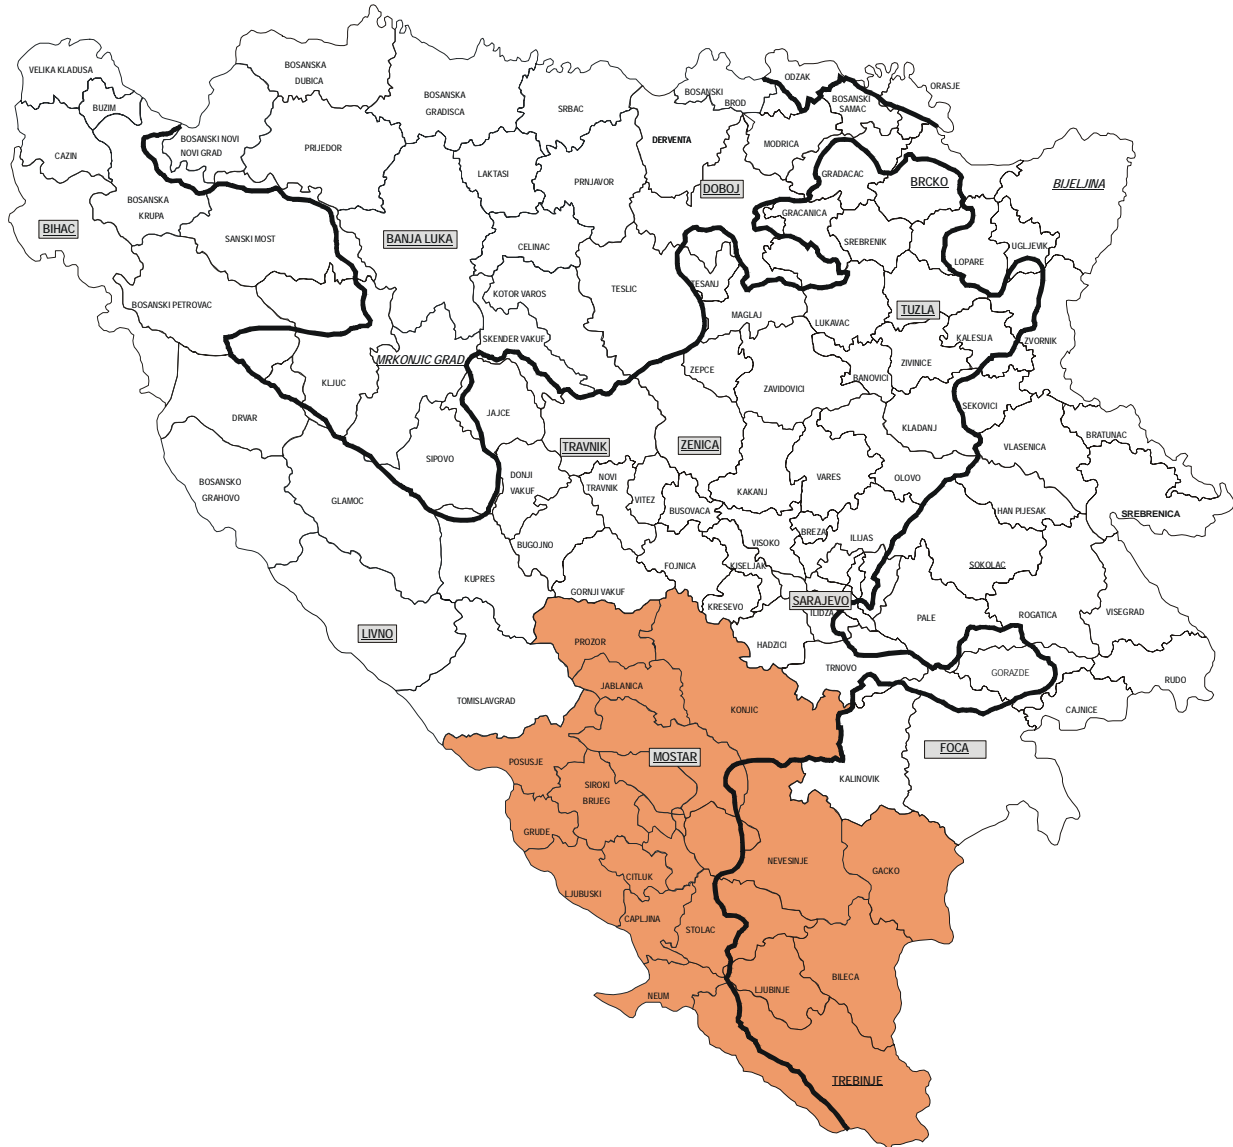 VELIKA KLADUSA
BUZIM
CAZIN
BIHAC
BOSANSKA
DUBICA
BOSANSKI NOVI
NOVI GRAD
PRIJEDOR
BOSANSKA
GRADISCA
SRBAC
LAKTASI
PRNJAVOR
BOSANSKI
BROD
DERVENTA
ODZAK
BOSANSKI
SAMAC
ORASJE
MODRICA
GRADACAC
BRCKO
BIJELJINA
DOBOJ
GRACANICA
SREBRENIK
LOPARE
UGLJEVIK
BOSANSKA
KRUPA
SANSKI MOST
BANJA LUKA
CELINAC
KOTOR VAROS
TESLIC
TESANJ
MAGLAJ
LUKAVAC
TUZLA
KALESIJA
ZVORNIK
BOSANSKI PETROVAC
SKENDER VAKUF
MRKONJIC GRAD
KLJUC
DRVAR
JAJCE
ZEPCE
ZAVIDOVICI
BANOVICI
ZIVINICE
SEKOVICI
KLADANJ
VLASENICA
BRATUNAC
SREBRENICA
SIPOVO
TRAVNIK
ZENICA
BOSANSKO
GRAHOVO
GLAMOC
DONJI
VAKUF
NOVI
TRAVNIK
VITEZ
BUSOVACA
KAKANJ
VARES
OLOVO
HAN PIJESAK
BUGOJNO
VISOKO
BREZA
ILIJAS
SOKOLAC
KUPRES
GORNJI VAKUF
FOJNICA
KISELJAK
KRESEVO
SARAJEVO
ILIDZA
PALE
ROGATICA
VISEGRAD
LIVNO
HADZICI
TRNOVO
GORAZDE
RUDO
CAJNICE
PROZOR
JABLANICA
KONJIC
TOMISLAVGRAD
FOCA
KALINOVIK
POSUSJE
MOSTAR
SIROKI
BRIJEG
GRUDE
NEVESINJE
GACKO
CITLUK
LJUBUSKI
CAPLJINA
STOLAC
BILECA
LJUBINJE
NEUM
TREBINJE